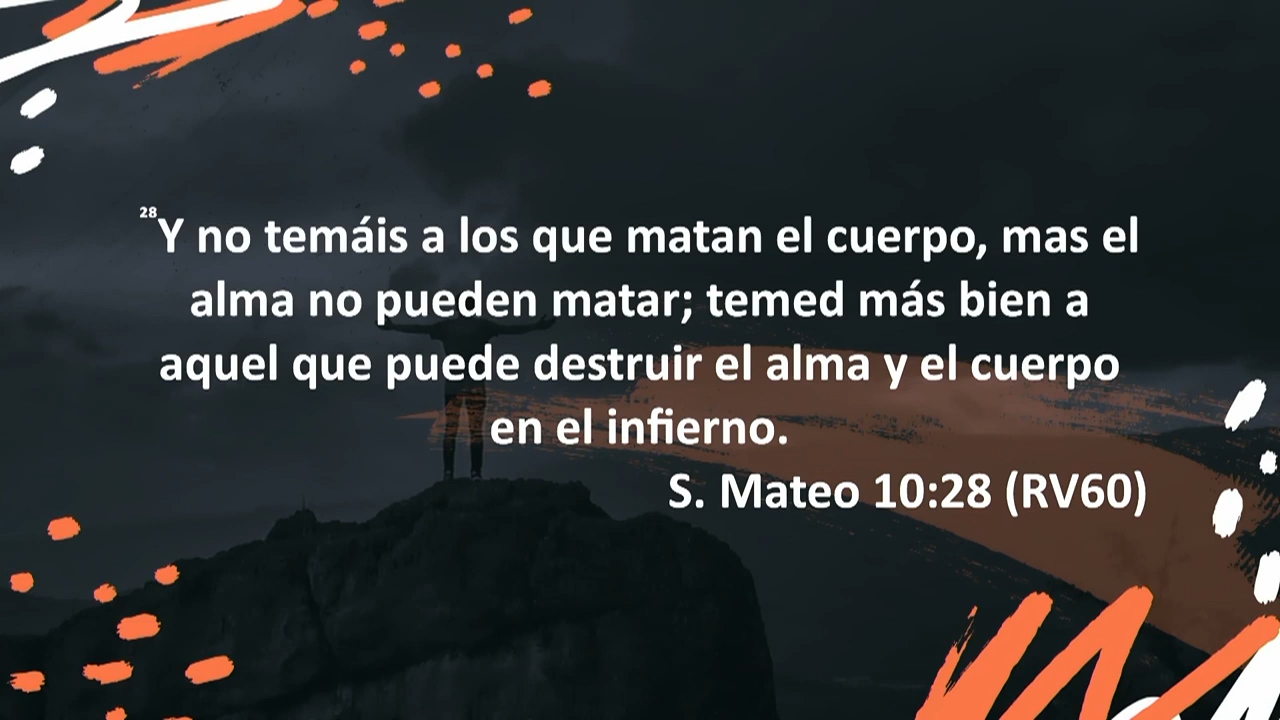 28Y no temáis a los que matan el cuerpo, mas el
alma no pueden matar; temed más bien a
aquel que puede destruir el alma y el cuerpo
en el infierno.
S. Mateo 10:28 (RV60)